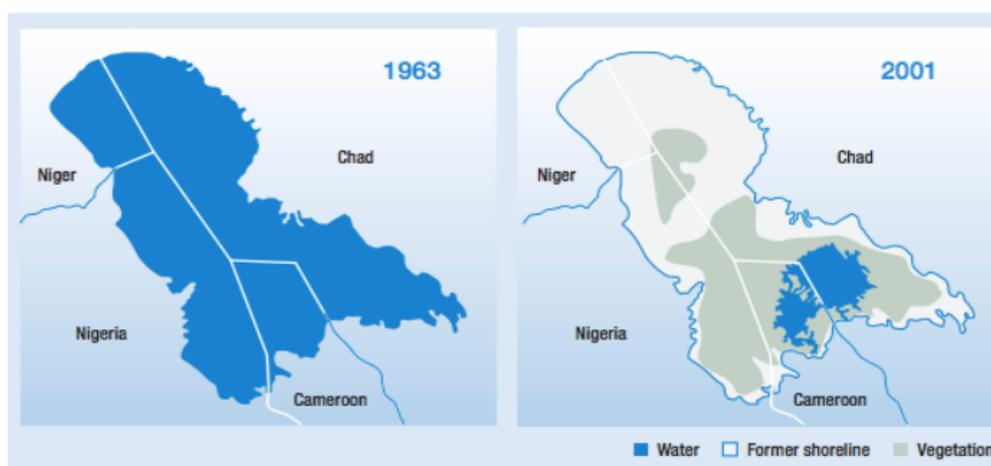 1963
Chad
Niger
Nigeria
Cameroon
2001
Chad
Niger
Nigeria
Cameroon
Water
Former shoreline
Vegetation